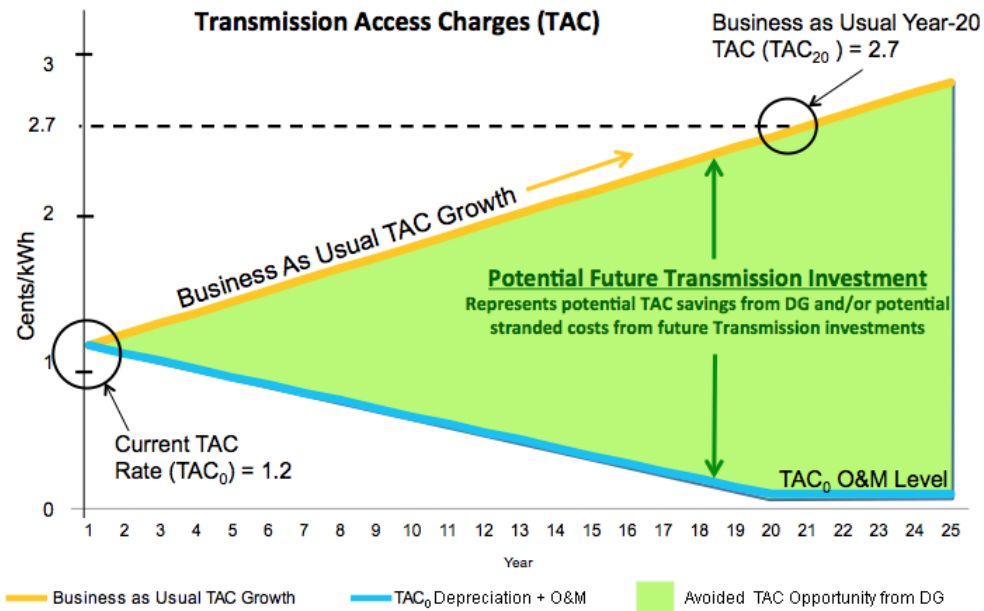 Transmission Access Charges (TAC)
Business as Usual Year-20
TAC (TAC₂₀ ) = 2.7
3
2.7
2
1
0
Cents/kWh
Business As Usual TAC Growth
Potential Future Transmission Investment
Represents potential TAC savings from DG and/or potential
stranded costs from future Transmission investments
Current TAC
Rate (TAC₀) = 1.2
TAC₀ O&M Level
1 2 3 4 5 6 7 8 9 10 11 12 13 14 15 16 17 18 19 20 21 22 23 24 25
Year
Business as Usual TAC Growth
TAC₀ Depreciation + O&M
Avoided TAC Opportunity from DG